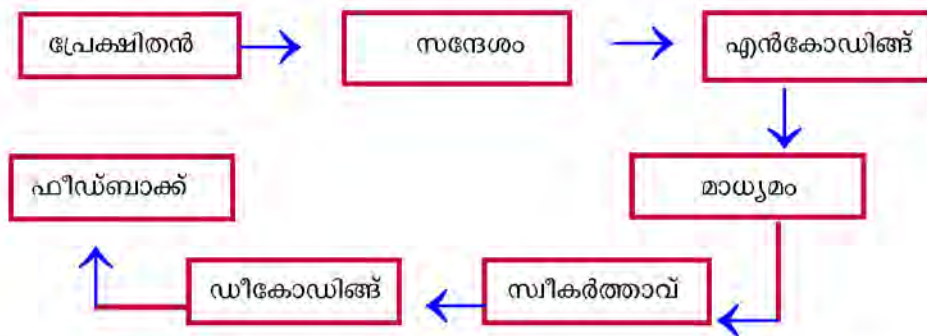 പ്രേക്ഷിതൻ
സന്ദേശം
എൻകോഡിങ്ങ്
മാധ്യമം
സ്വീകർത്താവ്
ഡീകോഡിങ്ങ്
ഫീഡ്ബാക്ക്